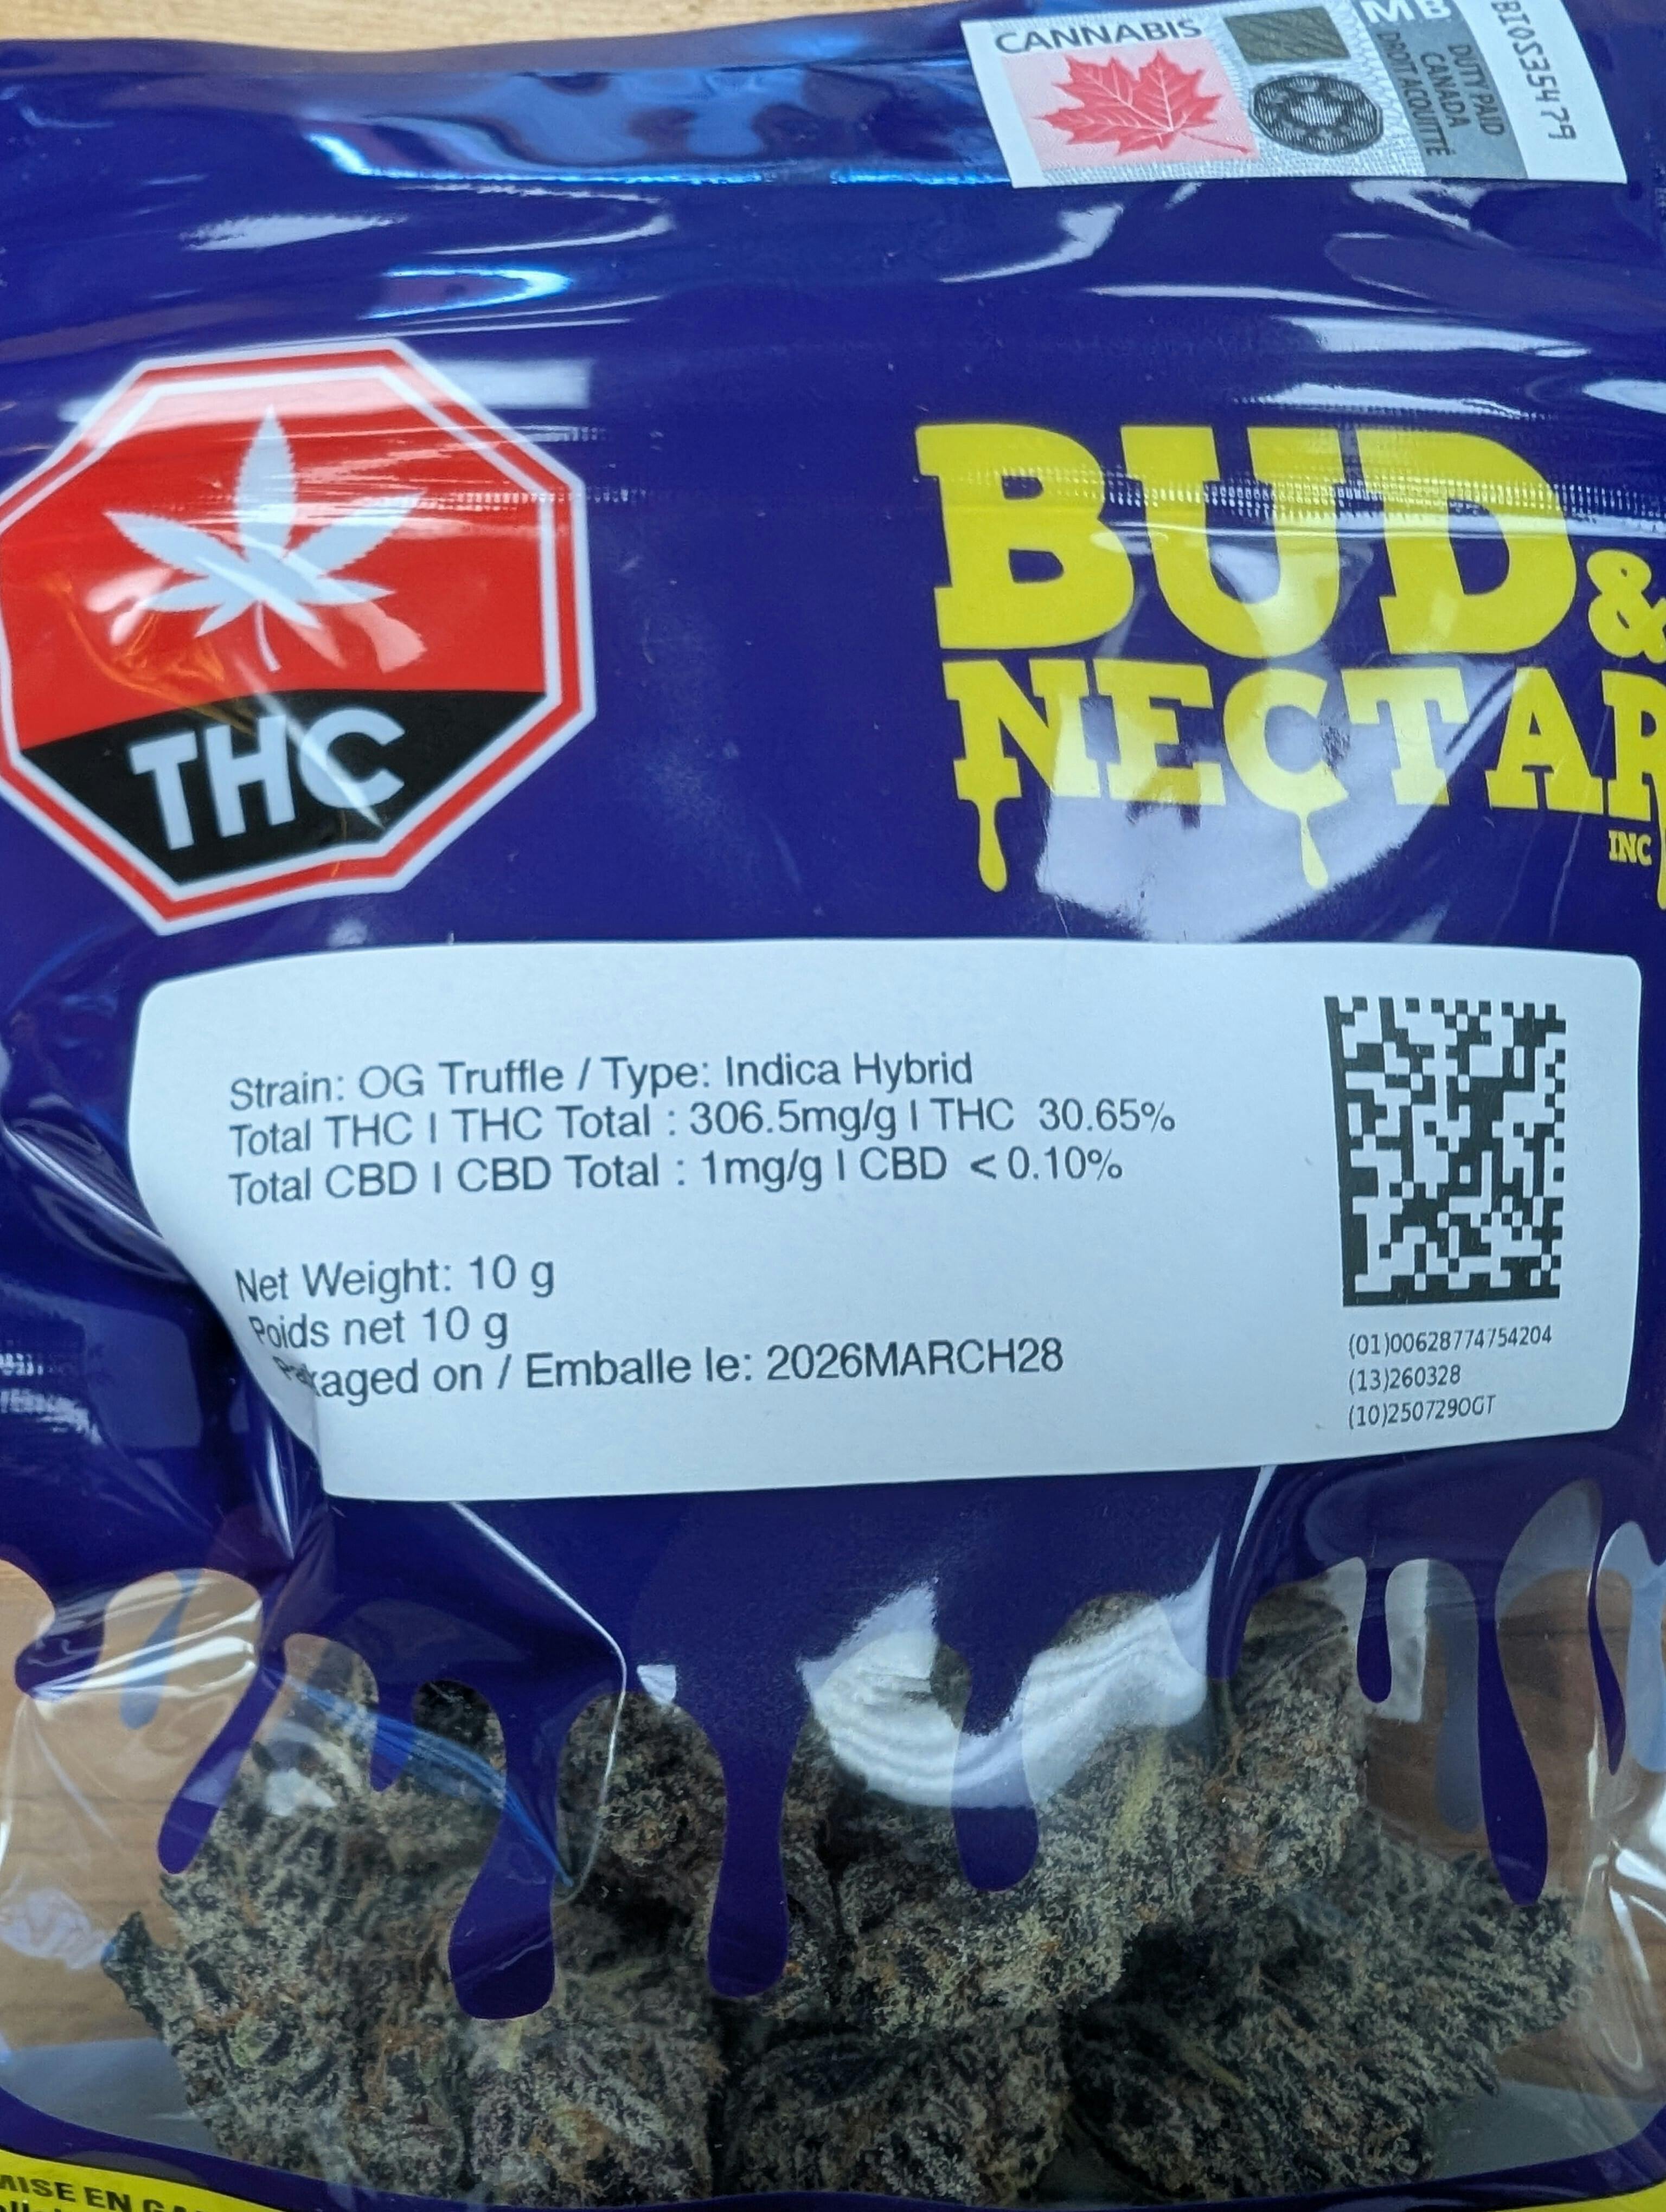 CANNABIS
MB
DUTY PAID
CANADA
DROIT ACQUITTÉ
BUD &
NECTAR
INC
THC
Strain: OG Truffle / Type: Indica Hybrid
Total THC I THC Total : 306.5mg/g I THC 30.65%
Total CBD I CBD Total : 1mg/g I CBD <0.10%
Net Weight: 10 g
Poids net 10 g
Packaged on / Emballe le: 2026MARCH28
(01)00628774754204
(13)260328
(10)250729OGT
MISE EN